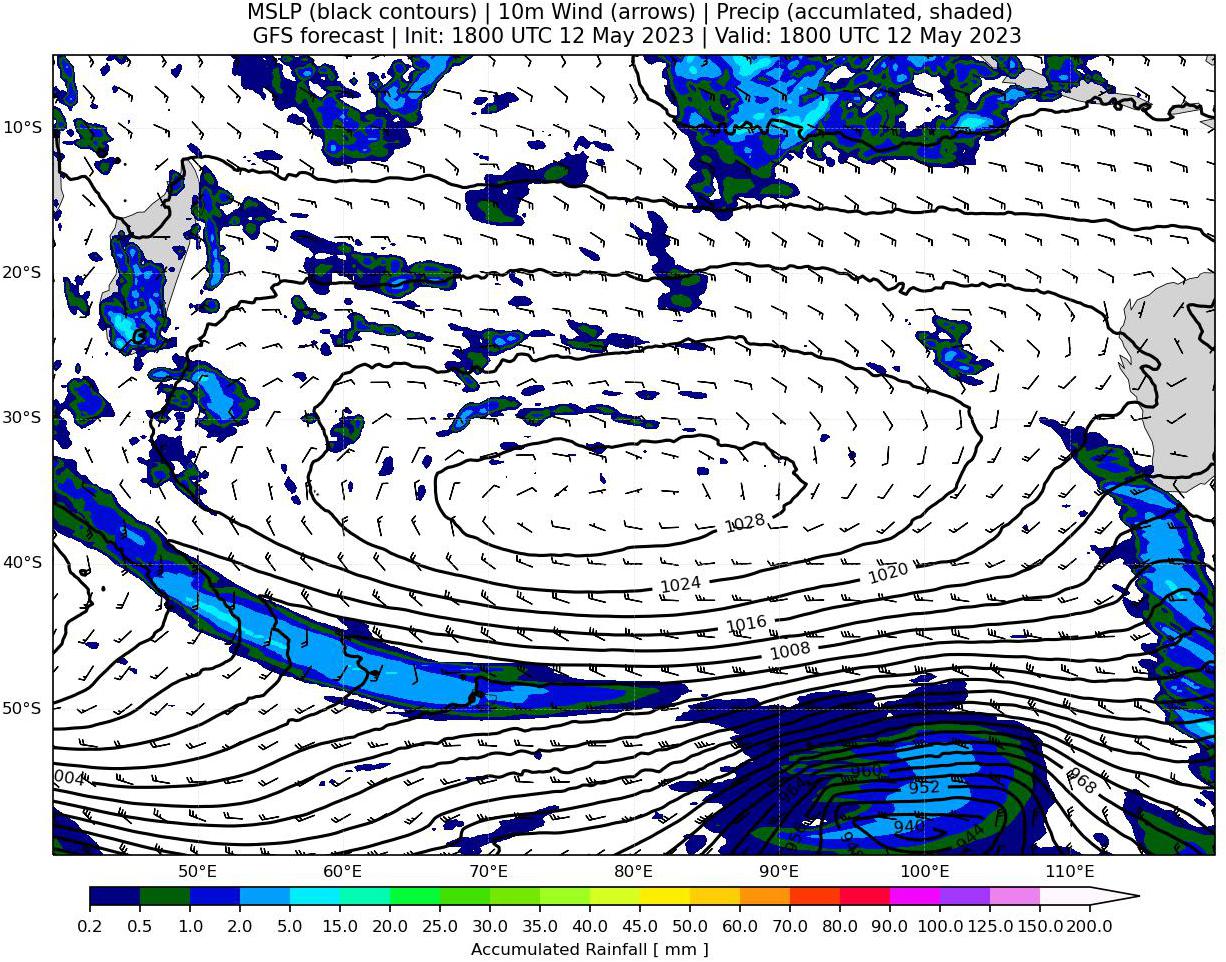 MSLP (black contours) | 10m Wind (arrows) | Precip (accumlated, shaded)
GFS forecast | Init: 1800 UTC 12 May 2023 | Valid: 1800 UTC 12 May 2023
10°S
20°S
30°S
1028
40°S
1024
1020
1016
1008
50°S
004
960
968
952
940
944
50°E
60°E
70°E
80°E
90°E
100°E
110°E
0.2 0.5 1.0 2.0 5.0 10.0 15.0 20.0 25.0 30.0 35.0 40.0 45.0 50.0 60.0 70.0 80.0 90.0 100.0 125.0 150.0 200.0
Accumulated Rainfall [ mm ]